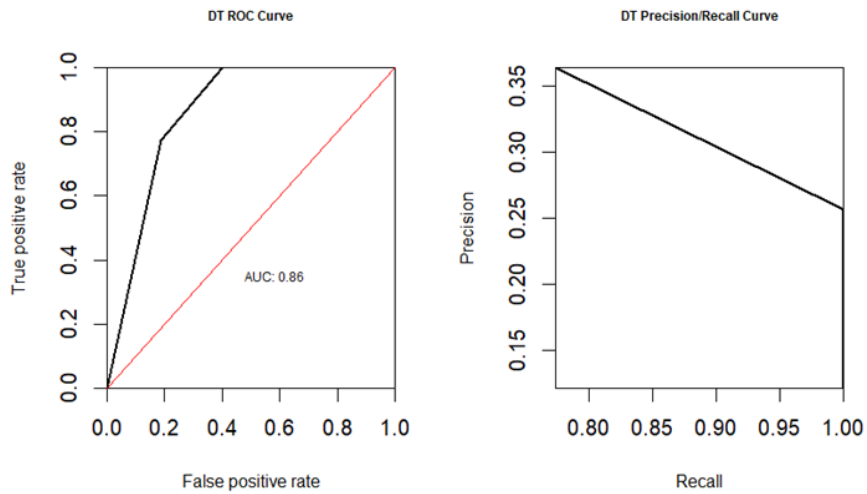 DT ROC Curve
True positive rate
1.0
0.8
0.6
0.4
0.2
0.0
AUC: 0.86
0.0 0.2 0.4 0.6 0.8 1.0
False positive rate
DT Precision/Recall Curve
Precision
0.35
0.30
0.25
0.20
0.15
0.80 0.85 0.90 0.95 1.00
Recall